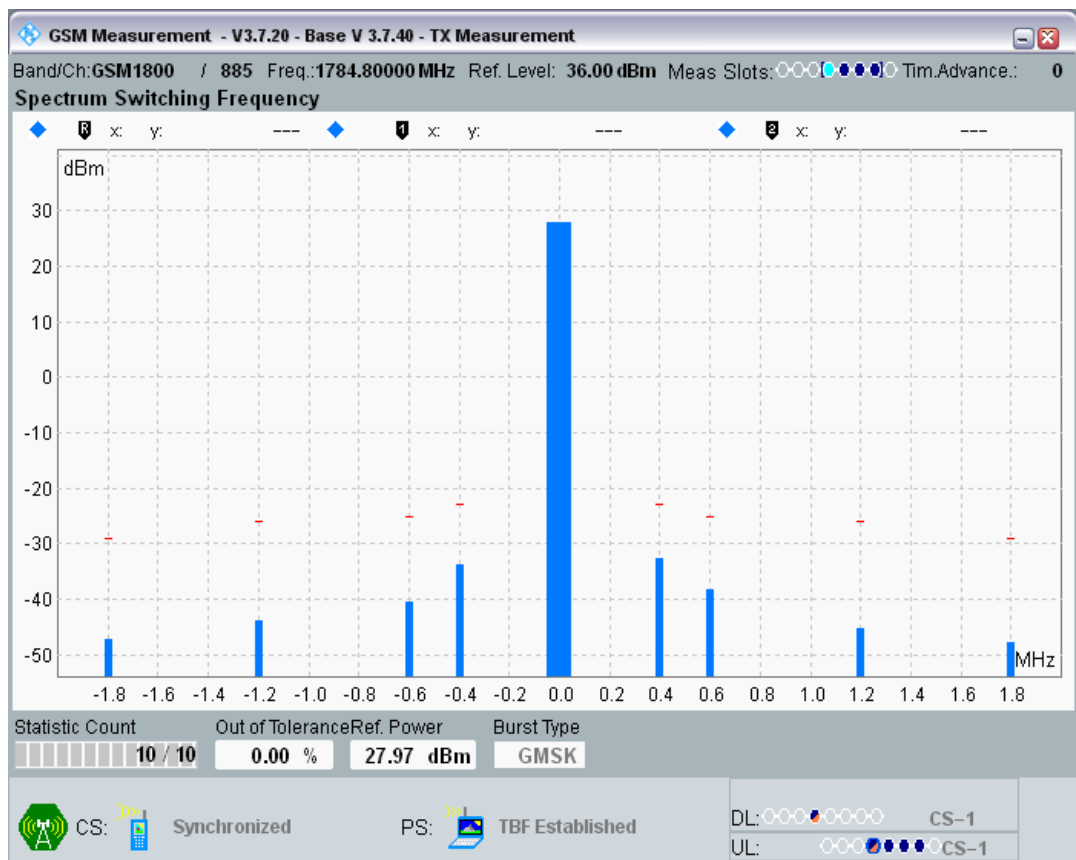 GSM Measurement - V3.7.20 - Base V 3.7.40 - TX Measurement
Band/Ch:GSM1800 / 885 Freq.:1784.80000 MHz Ref. Level: 36.00 dBm Meas Slots: Tim.Advance.: 0
Spectrum Switching Frequency
R x: y: --- 1 x: y: --- 2 x: y: ---
dBm
30
20
10
0
-10
-20
-30
-40
-50
MHz
-1.8 -1.6 -1.4 -1.2 -1.0 -0.8 -0.6 -0.4 -0.2 0.0 0.2 0.4 0.6 0.8 1.0 1.2 1.4 1.6 1.8
Statistic Count Out of Tolerance Ref. Power Burst Type
10 / 10 0.00 % 27.97 dBm GMSK
CS: Synchronized PS: TBF Established
DL: CS-1
UL: CS-1